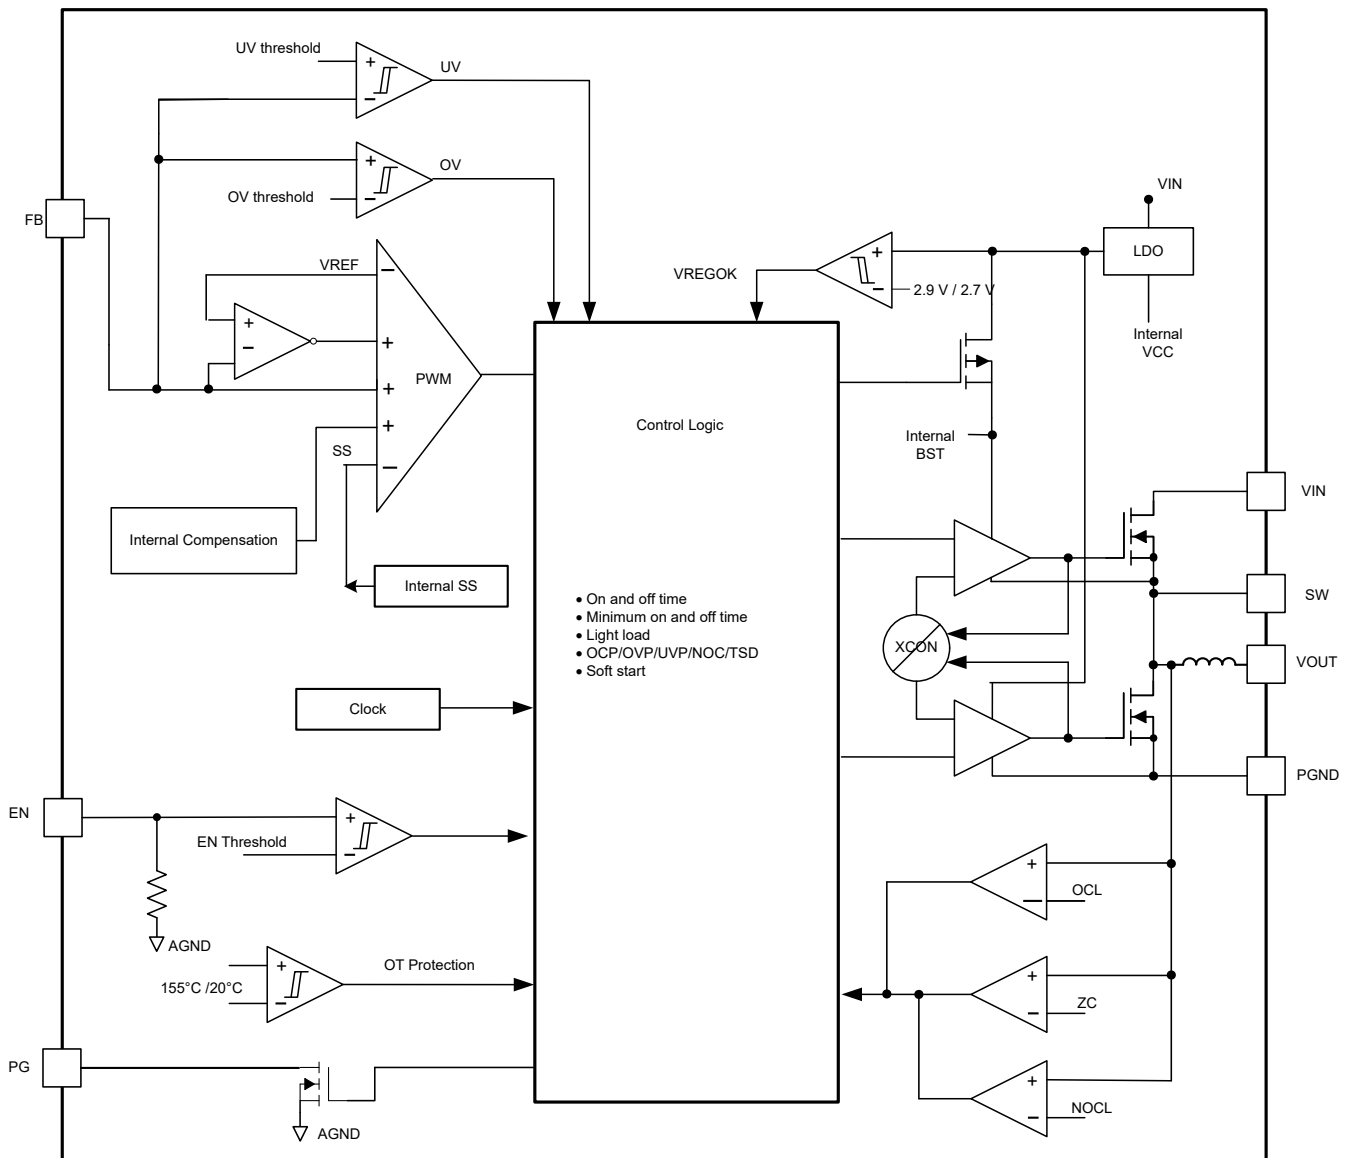 UV threshold
+
UV
−
+
OV
OV threshold
−
VIN
FB
LDO
VREF
−
VREGOK
+
−
2.9 V / 2.7 V
Internal
VCC
+
−
+
PWM
+
+
SS
−
Control Logic
Internal
BST
VIN
Internal Compensation
Internal SS
SW
• On and off time
• Minimum on and off time
• Light load
• OCP/OVP/UVP/NOC/TSD
• Soft start
XCON
VOUT
Clock
PGND
EN
+
EN Threshold
−
+
OCL
−
AGND
+
OT Protection
155°C /20°C
−
+
ZC
−
PG
+
NOCL
−
AGND